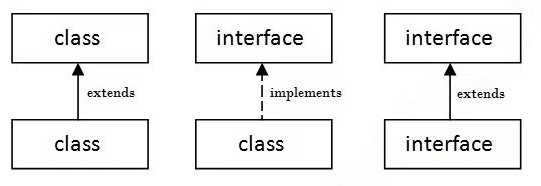 class
interface
interface
extends
implements
extends
class
class
interface